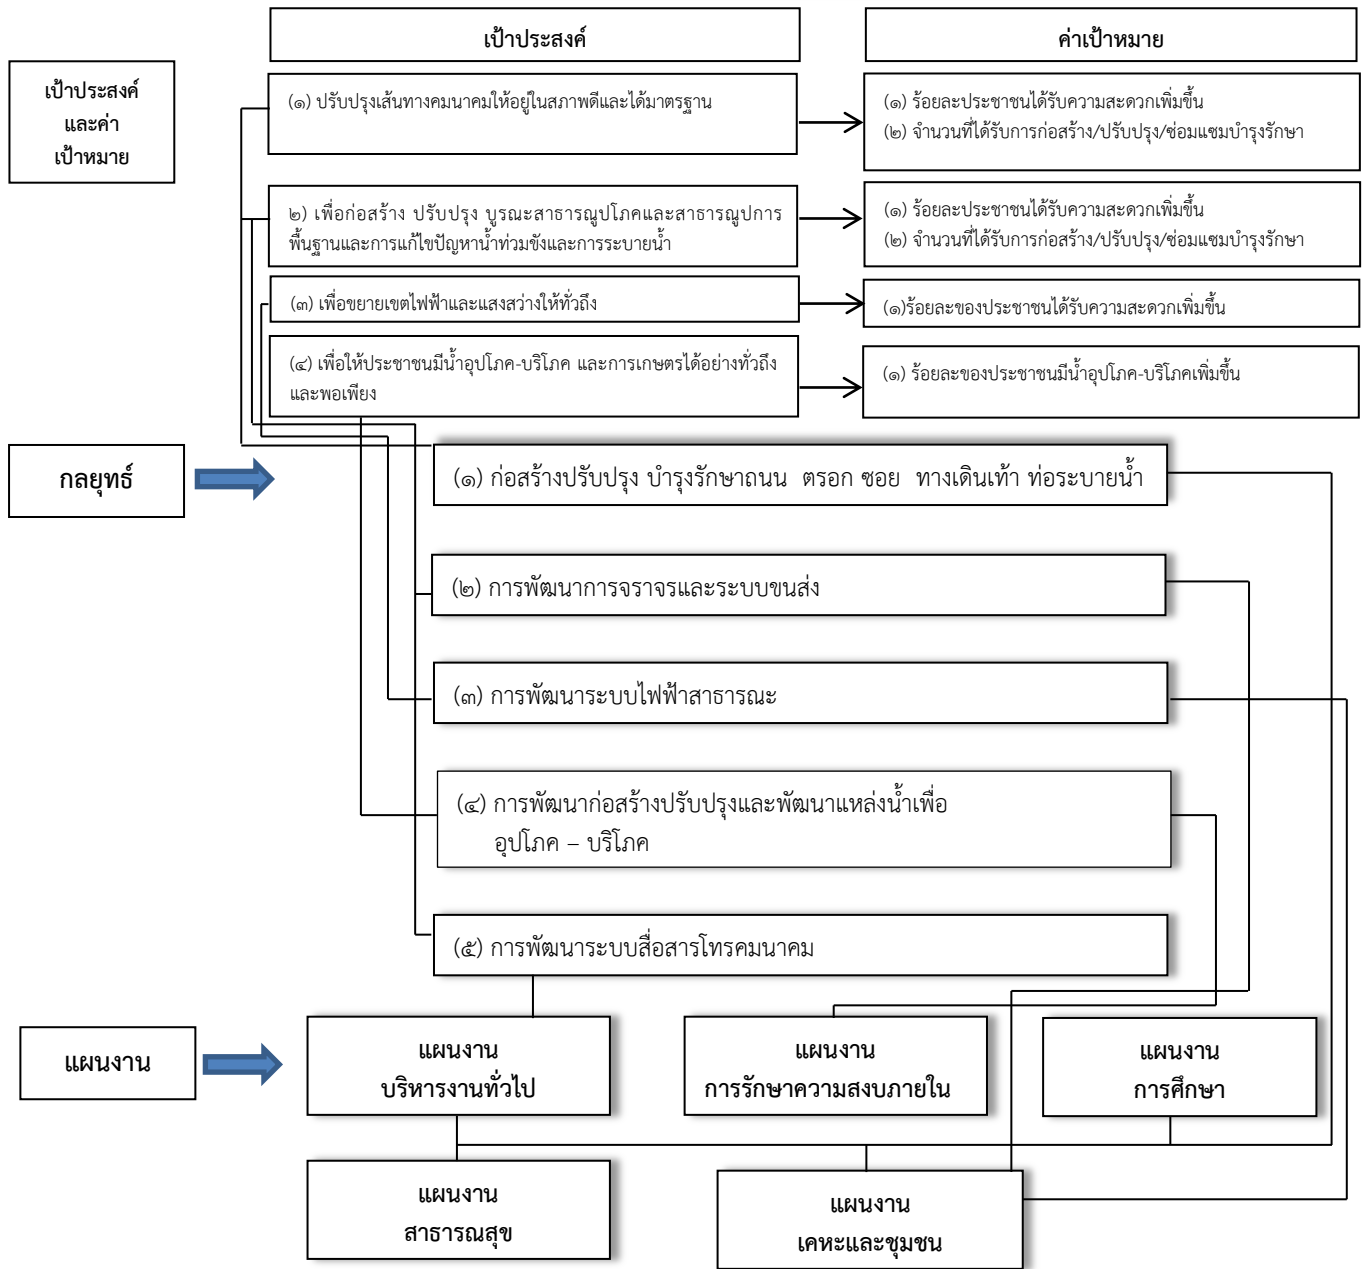 เป้าประสงค์
ค่าเป้าหมาย
เป้าประสงค์
และค่า
เป้าหมาย
(๑) ปรับปรุงเส้นทางคมนาคมให้อยู่ในสภาพดีและได้มาตรฐาน
(๑) ร้อยละประชาชนได้รับความสะดวกเพิ่มขึ้น
(๒) จำนวนที่ได้รับการก่อสร้าง/ปรับปรุง/ซ่อมแซมบำรุงรักษา
๒) เพื่อก่อสร้าง ปรับปรุง บูรณะสาธารณูปโภคและสาธารณูปการ
พื้นฐานและการแก้ไขปัญหาน้ำท่วมขังและการระบายน้ำ
(๑) ร้อยละประชาชนได้รับความสะดวกเพิ่มขึ้น
(๒) จำนวนที่ได้รับการก่อสร้าง/ปรับปรุง/ซ่อมแซมบำรุงรักษา
(๓) เพื่อขยายเขตไฟฟ้าและแสงสว่างให้ทั่วถึง
(๑)ร้อยละของประชาชนได้รับความสะดวกเพิ่มขึ้น
(๔) เพื่อให้ประชาชนมีน้ำอุปโภค-บริโภค และการเกษตรได้อย่างทั่วถึง
และพอเพียง
(๑) ร้อยละของประชาชนมีน้ำอุปโภค-บริโภคเพิ่มขึ้น
กลยุทธ์
(๑) ก่อสร้างปรับปรุง บำรุงรักษาถนน ตรอก ซอย ทางเดินเท้า ท่อระบายน้ำ
(๒) การพัฒนาการจราจรและระบบขนส่ง
(๓) การพัฒนาระบบไฟฟ้าสาธารณะ
(๔) การพัฒนาก่อสร้างปรับปรุงและพัฒนาแหล่งน้ำเพื่อ
อุปโภค – บริโภค
(๕) การพัฒนาระบบสื่อสารโทรคมนาคม
แผนงาน
แผนงาน
บริหารงานทั่วไป
แผนงาน
การรักษาความสงบภายใน
แผนงาน
การศึกษา
แผนงาน
สาธารณสุข
แผนงาน
เคหะและชุมชน